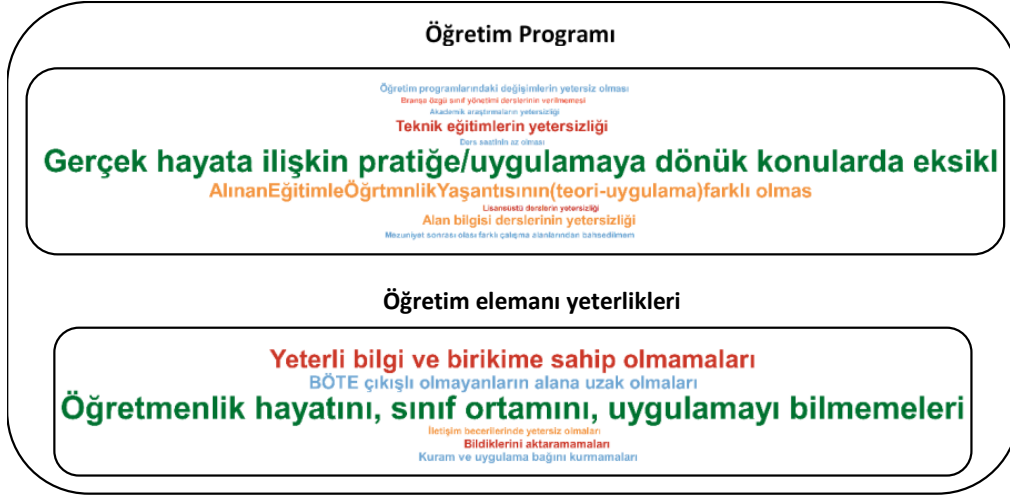 Öğretim Programı
Öğretim programlarındaki değişimlerin yetersiz olması
Branşa özgü sınıf yönetimi derslerinin verilmemesi
Akademik araştırmaların yetersizliği
Teknik eğitimlerin yetersizliği
Ders saatinin az olması
Gerçek hayata ilişkin pratiğe/uygulamaya dönük konularda eksikl
AlınanEğitimleÖğrtmnlikYaşantısının(teori-uygulama)farklı olmas
Lisansüstü derslerin yetersizliği
Alan bilgisi derslerinin yetersizliği
Mezuniyet sonrası olası farklı çalışma alanlarından bahsedilmem
Öğretim elemanı yeterlikleri
Yeterli bilgi ve birikime sahip olmamaları
BÖTE çıkışlı olmayanların alana uzak olmaları
Öğretmenlik hayatını, sınıf ortamını, uygulamayı bilmemeleri
İletişim becerilerinde yetersiz olmaları
Bildiklerini aktaramamaları
Kuram ve uygulama bağını kurmamaları